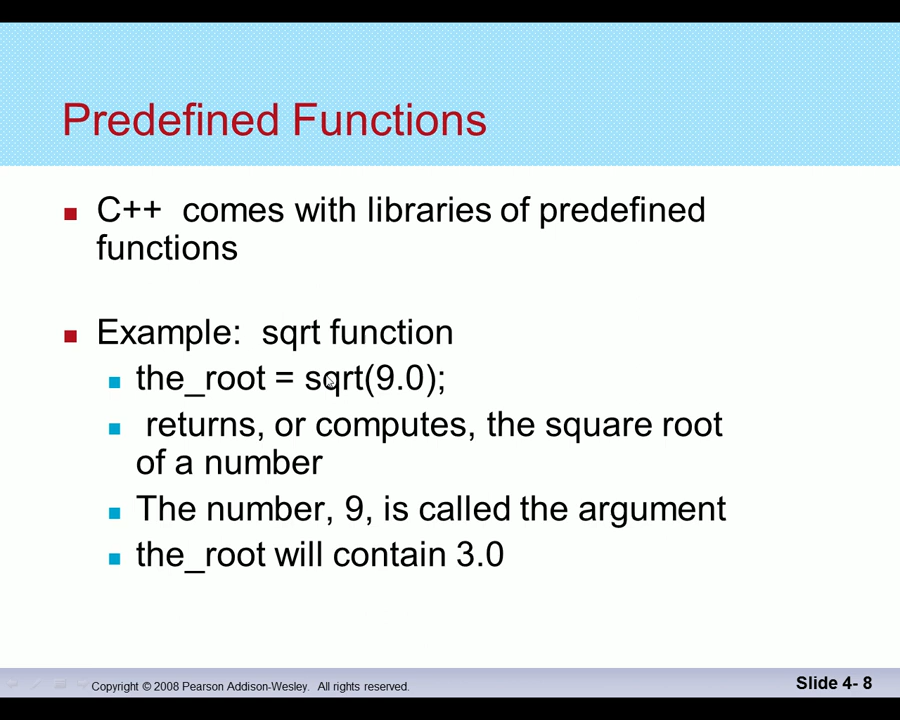 Predefined Functions
C++  comes with libraries of predefined
functions
Example:  sqrt function
the_root = sqrt(9.0);
returns, or computes, the square root
of a number
The number, 9, is called the argument
the_root will contain 3.0
Copyright © 2008 Pearson Addison-Wesley.  All rights reserved.
Slide 4- 8